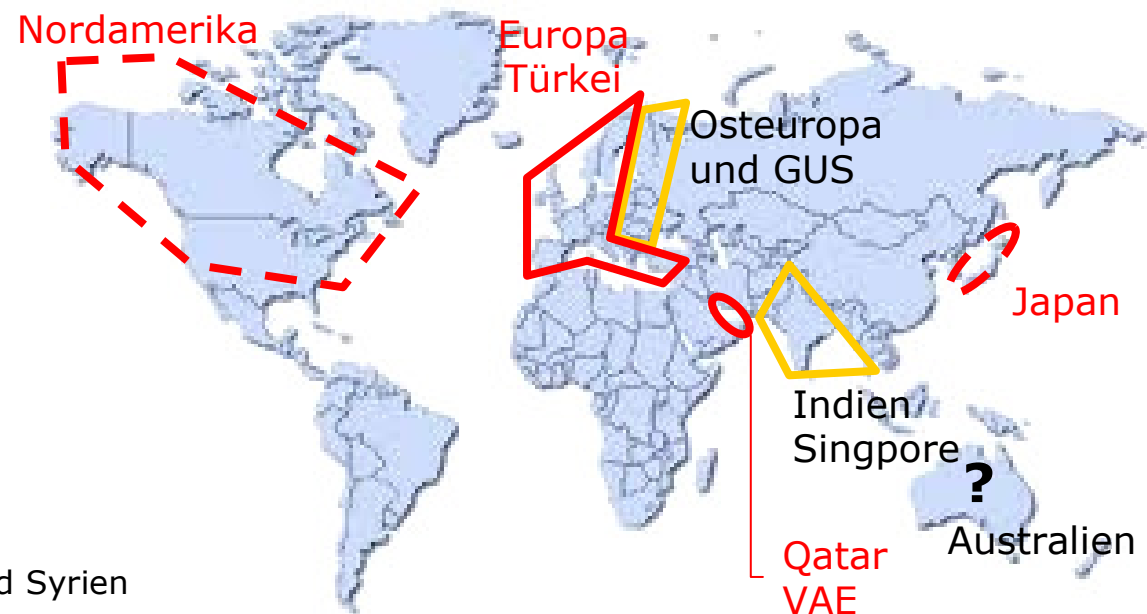 Nordamerika
Europa
Türkei
Osteuropa
und GUS
Japan
Indien
Singpore
?
Australien
Qatar
VAE
d Syrien